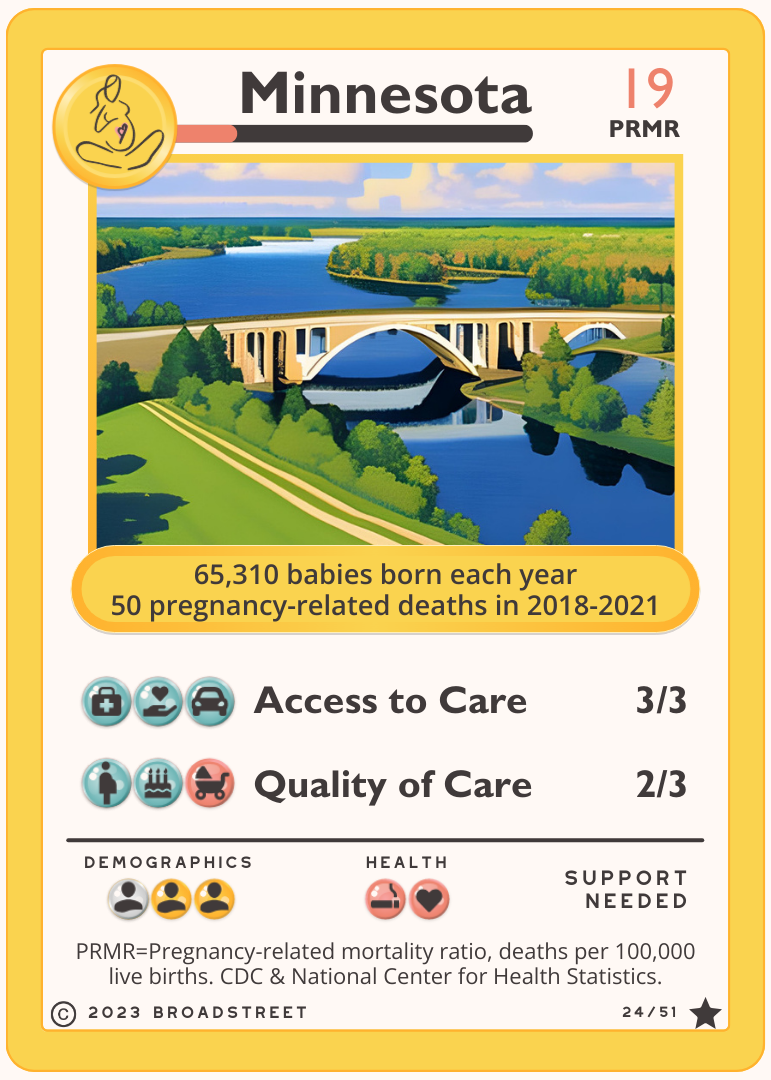 Minnesota
19
PRMR
65,310 babies born each year
50 pregnancy-related deaths in 2018-2021
Access to Care 3/3
Quality of Care 2/3
DEMOGRAPHICS
HEALTH
SUPPORT
NEEDED
PRMR=Pregnancy-related mortality ratio, deaths per 100,000
live births. CDC & National Center for Health Statistics.
© 2023 BROADSTREET 24/51